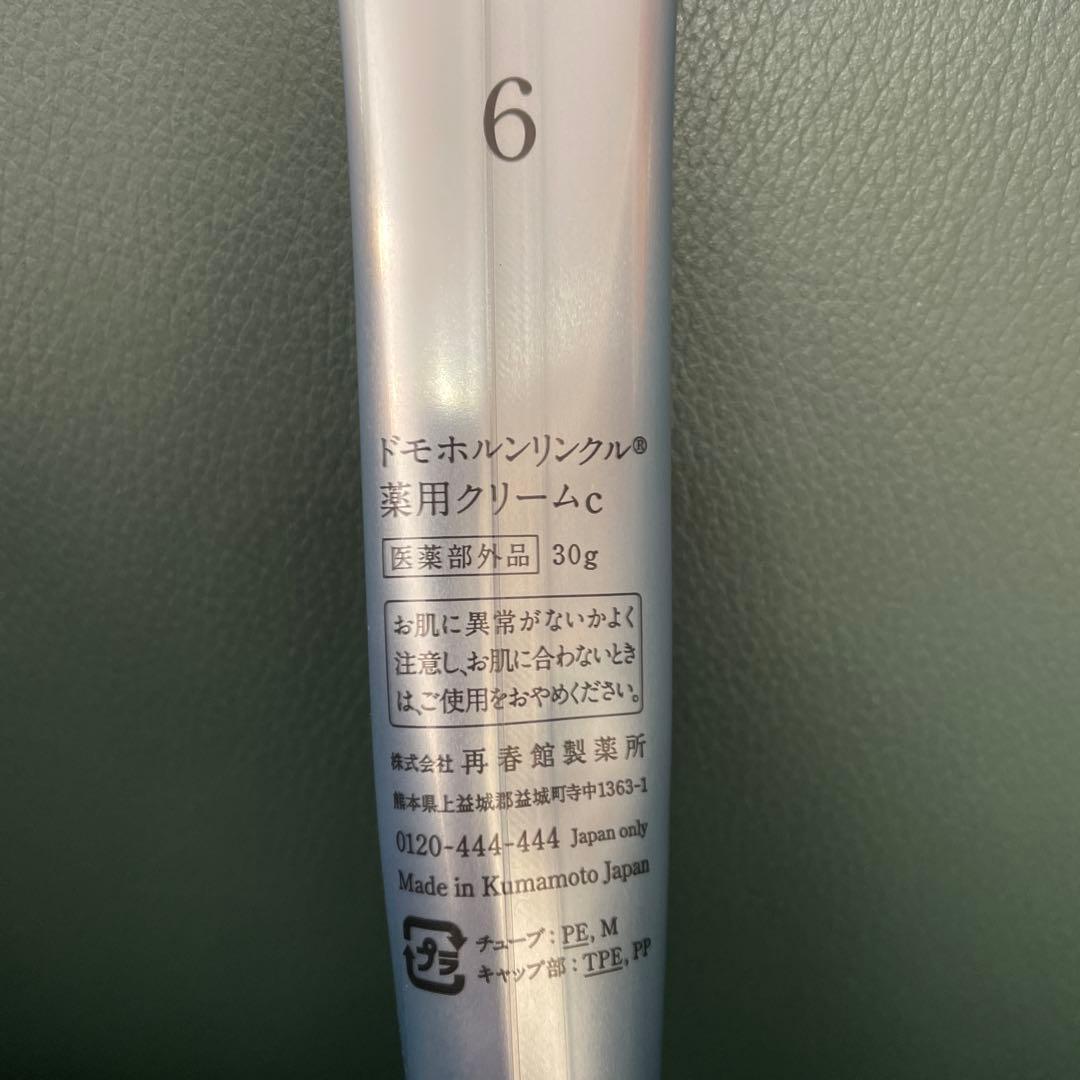 6
ドモホルンリンクル®
薬用クリームc
医薬部外品 30g
お肌に異常がないかよく
注意し、お肌に合わないとき
は、ご使用をおやめください。
株式会社 再春館製薬所
熊本県上益城郡益城町寺中1363-1
0120-444-444 Japan only
Made in Kumamoto Japan
プラ
チューブ : PE, M
キャップ部 : TPE, PP